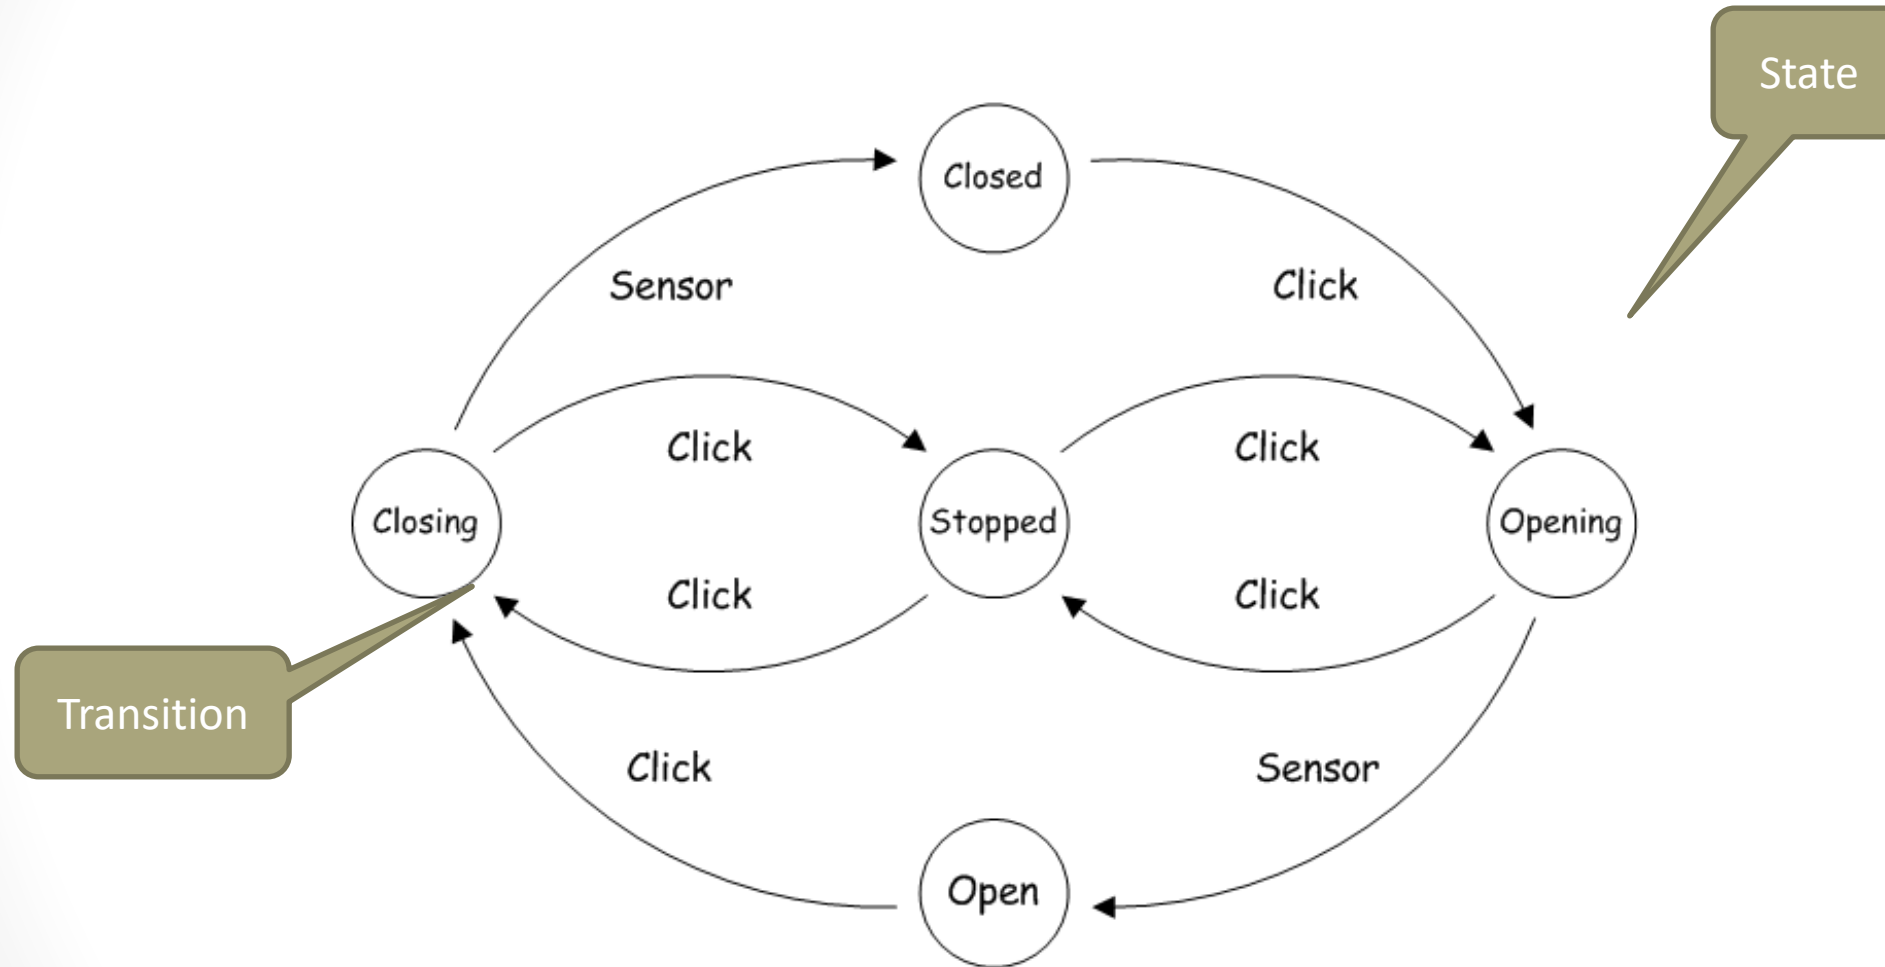 State
Closed
Sensor
Click
Click
Click
Closing
Stopped
Opening
Click
Click
Transition
Click
Sensor
Open